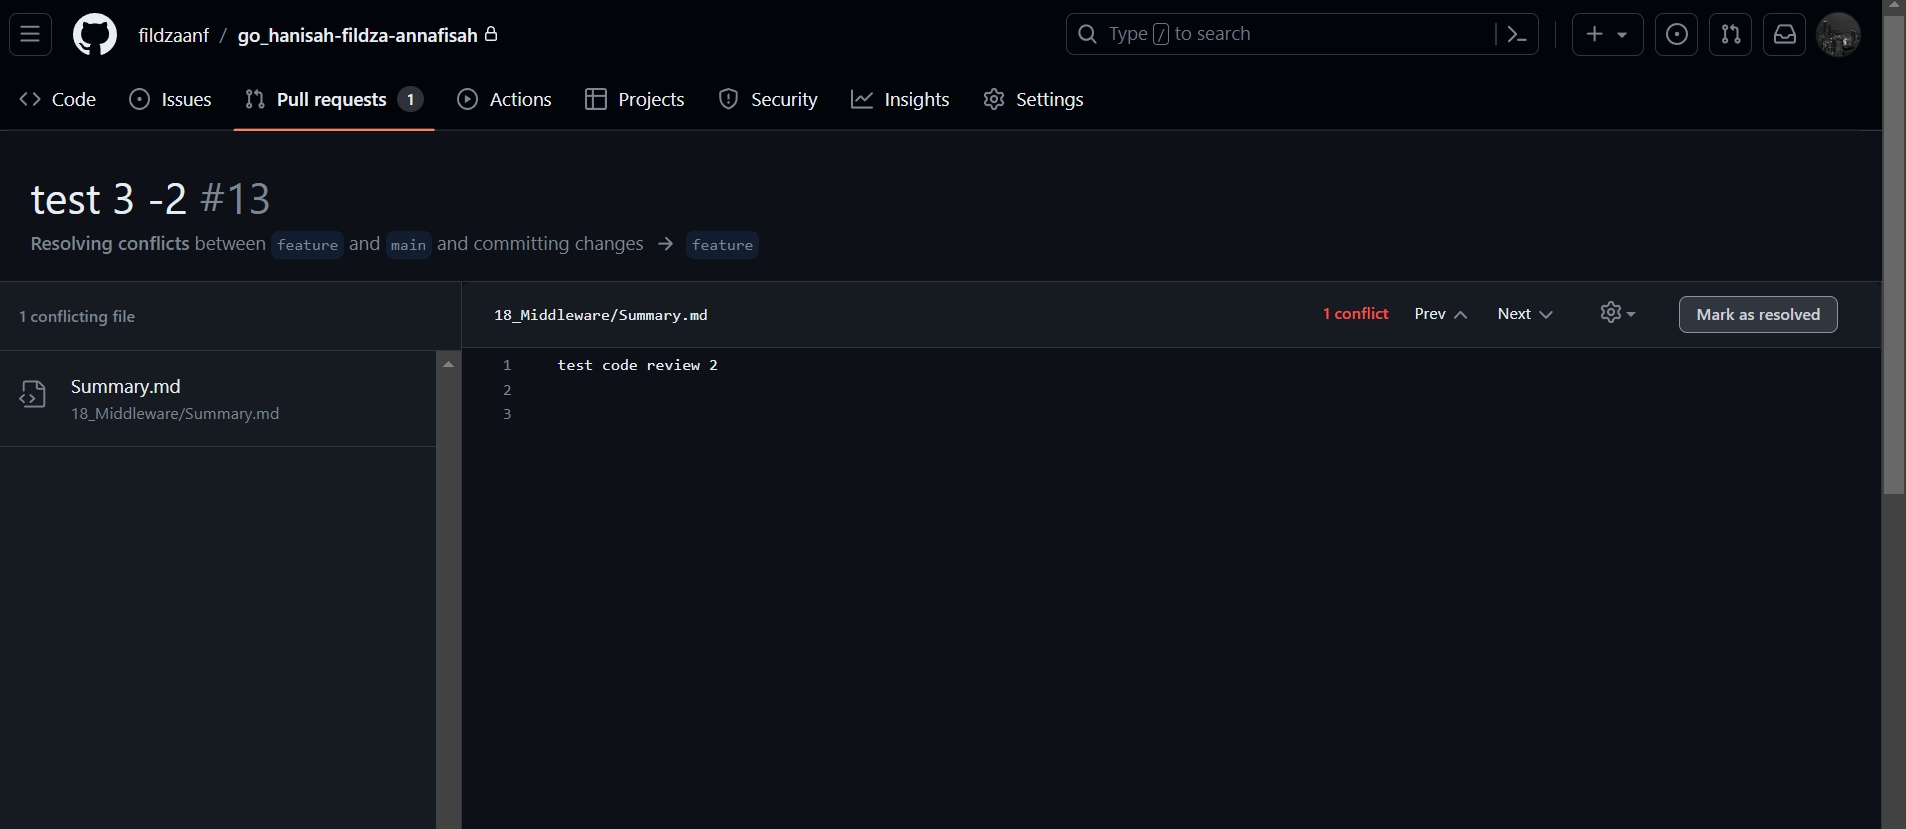 fildzaanf / go_hanisah-fildza-annafisah
Type / to search
Code Issues Pull requests 1 Actions Projects Security Insights Settings
test 3 -2 #13
Resolving conflicts between feature and main and committing changes → feature
1 conflicting file
18_Middleware/Summary.md 1 conflict Prev Next Mark as resolved
Summary.md
18_Middleware/Summary.md
1 test code review 2
2
3